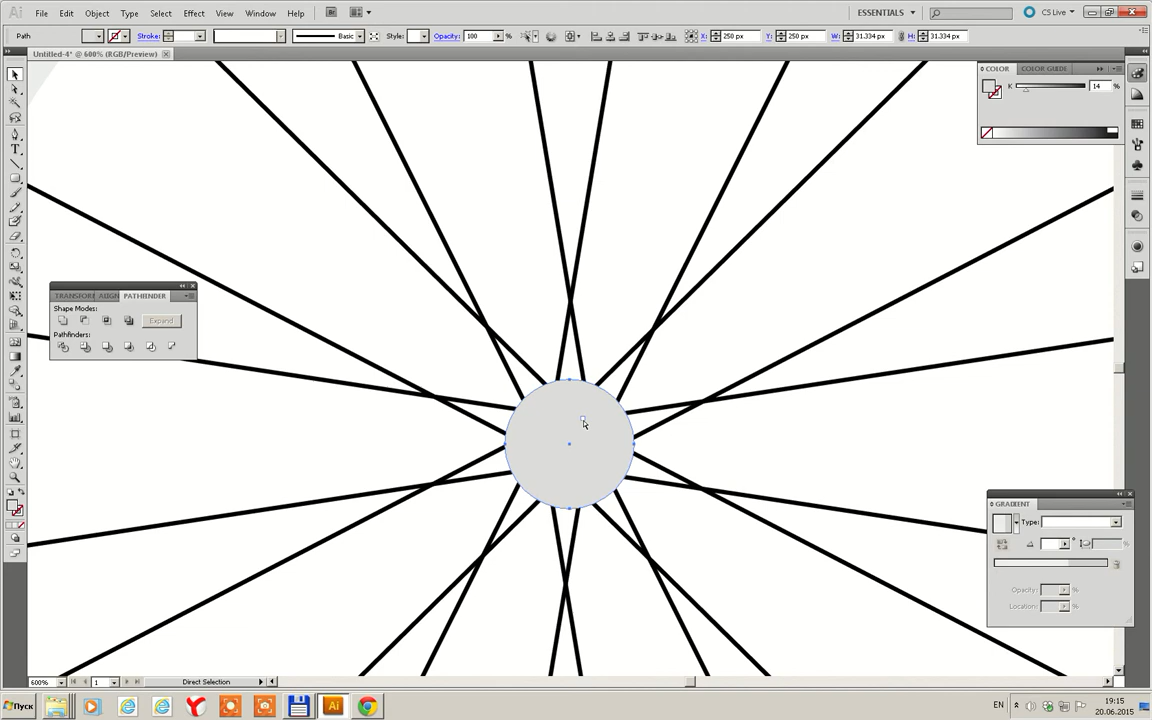 Ai File Edit Object Type Select Effect View Window Help Br ESSENTIALS CS Live
Path Stroke: Basic Style: Opacity: 100 % X: 250 px Y: 250 px W: 31.334 px H: 31.334 px
Untitled-4* @ 600% (RGB/Preview)
COLOR COLOR GUIDE
K 14 %
TRANSFORM ALIGN PATHFINDER
Shape Modes:
Expand
Pathfinders:
GRADIENT
Type:
Opacity: %
Location: %
600% 1 Direct Selection
Пуск Ai EN 19:15
20.06.2015